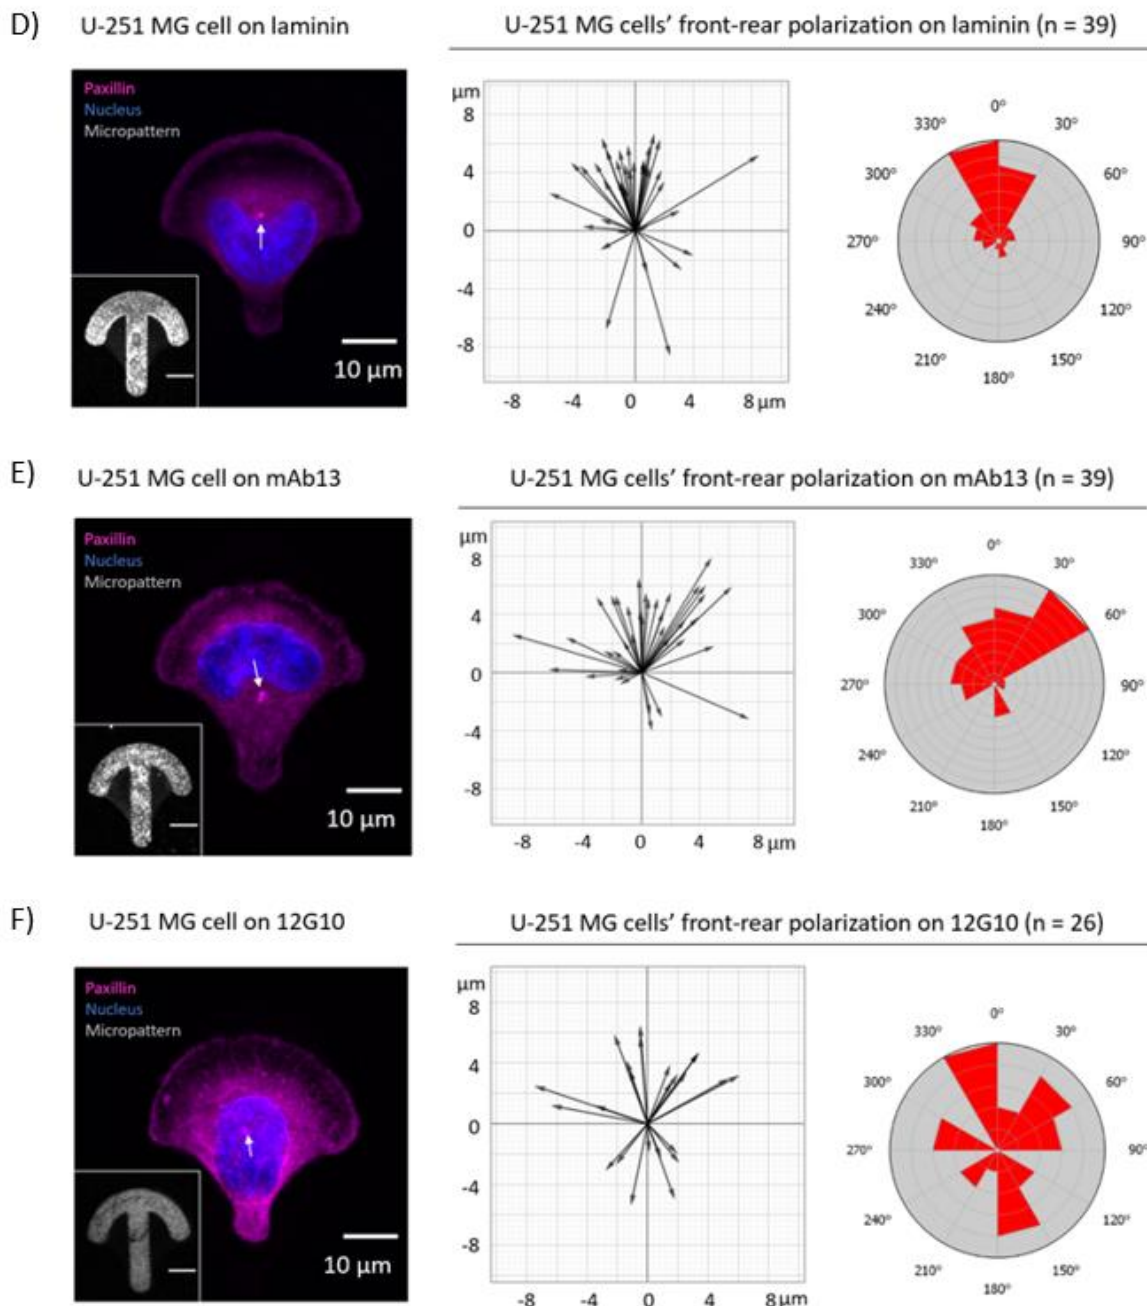 D)
U-251 MG cell on laminin
U-251 MG cells' front-rear polarization on laminin (n = 39)
Paxillin
Nucleus
Micropattern
10 µm
µm
8
4
0
-4
-8
-8 -4 0 4 8 µm
0°
30°
60°
90°
120°
150°
180°
210°
240°
270°
300°
330°
E)
U-251 MG cell on mAb13
U-251 MG cells' front-rear polarization on mAb13 (n = 39)
Paxillin
Nucleus
Micropattern
10 µm
µm
8
4
0
-4
-8
-8 -4 0 4 8 µm
0°
30°
60°
90°
120°
150°
180°
210°
240°
270°
300°
330°
F)
U-251 MG cell on 12G10
U-251 MG cells' front-rear polarization on 12G10 (n = 26)
Paxillin
Nucleus
Micropattern
10 µm
µm
8
4
0
-4
-8
-8 -4 0 4 8 µm
0°
30°
60°
90°
120°
150°
180°
210°
240°
270°
300°
330°